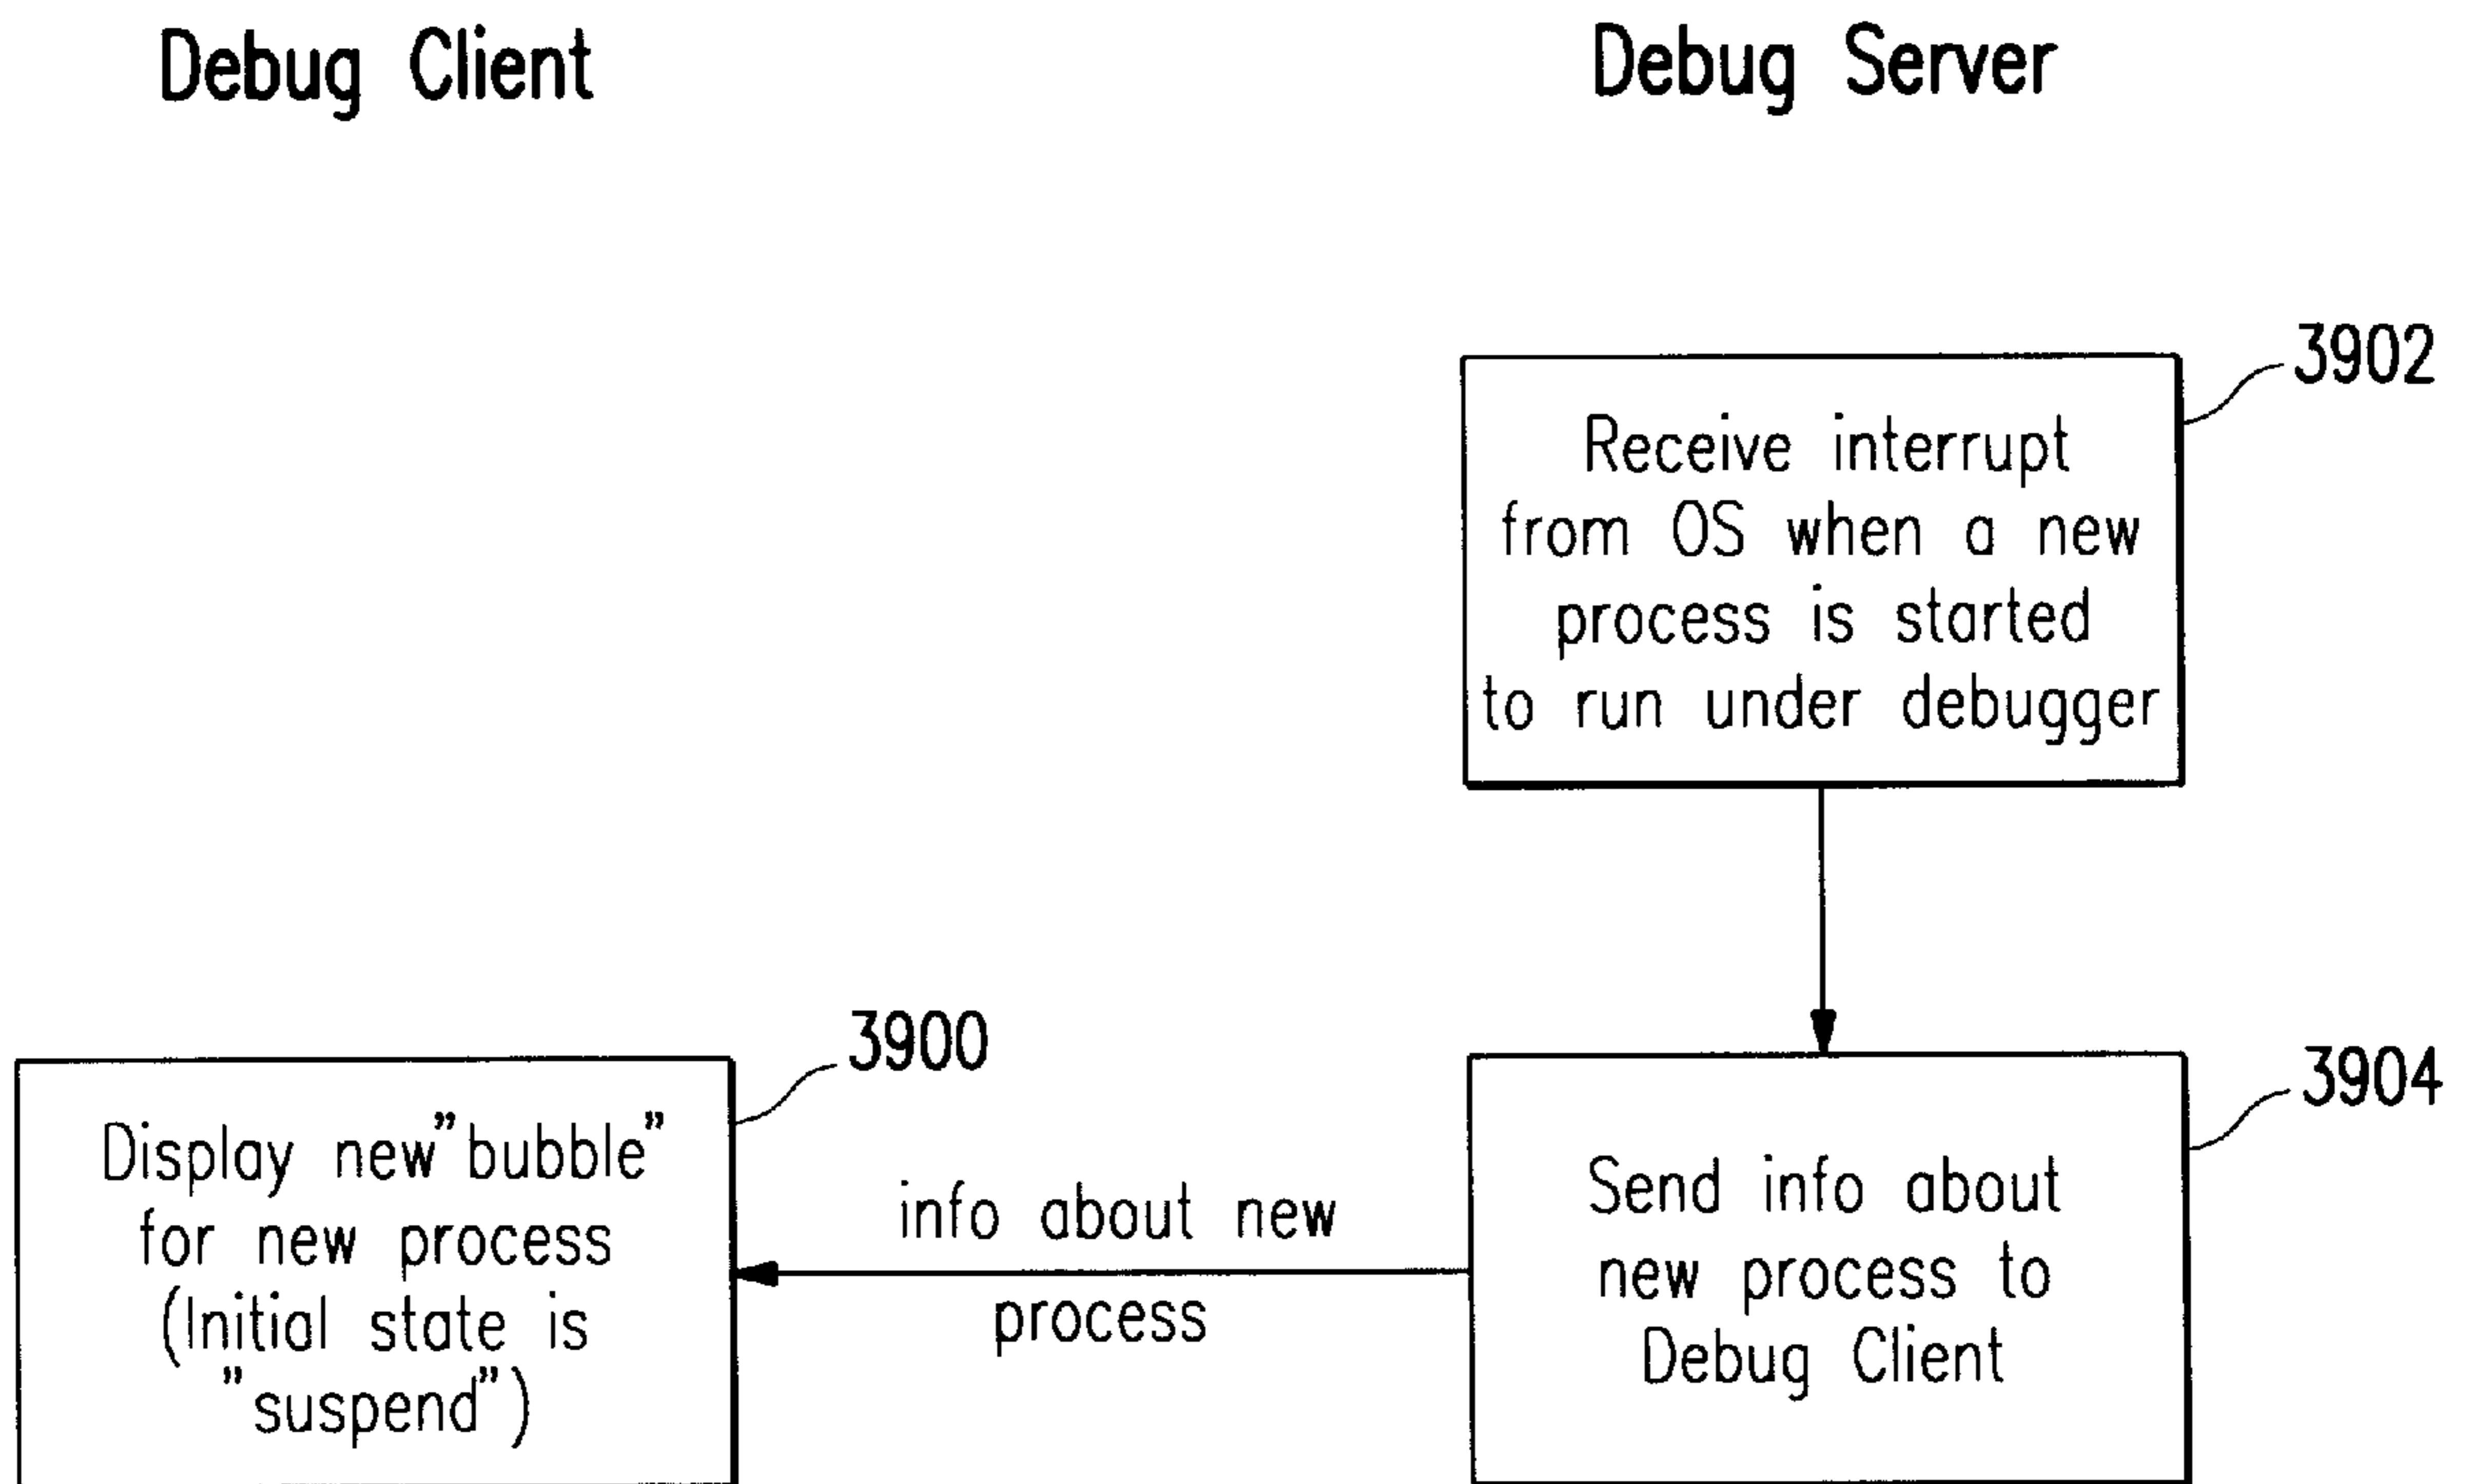 Debug Client
Debug Server
3902
Receive interrupt
from OS when a new
process is started
to run under debugger
3900
Display new"bubble"
for new process
(Initial state is
"suspend")
info about new
process
3904
Send info about
new process to
Debug Client